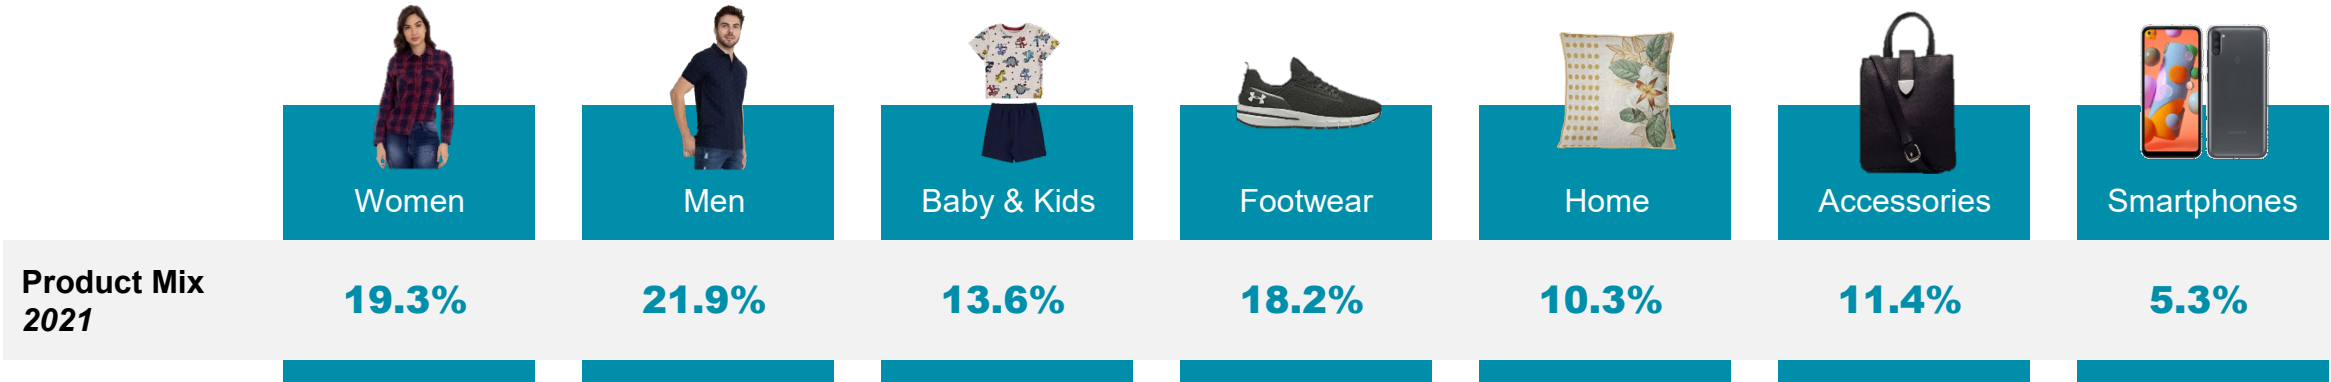 Women Men Baby & Kids Footwear Home Accessories Smartphones
Product Mix
2021
19.3% 21.9% 13.6% 18.2% 10.3% 11.4% 5.3%